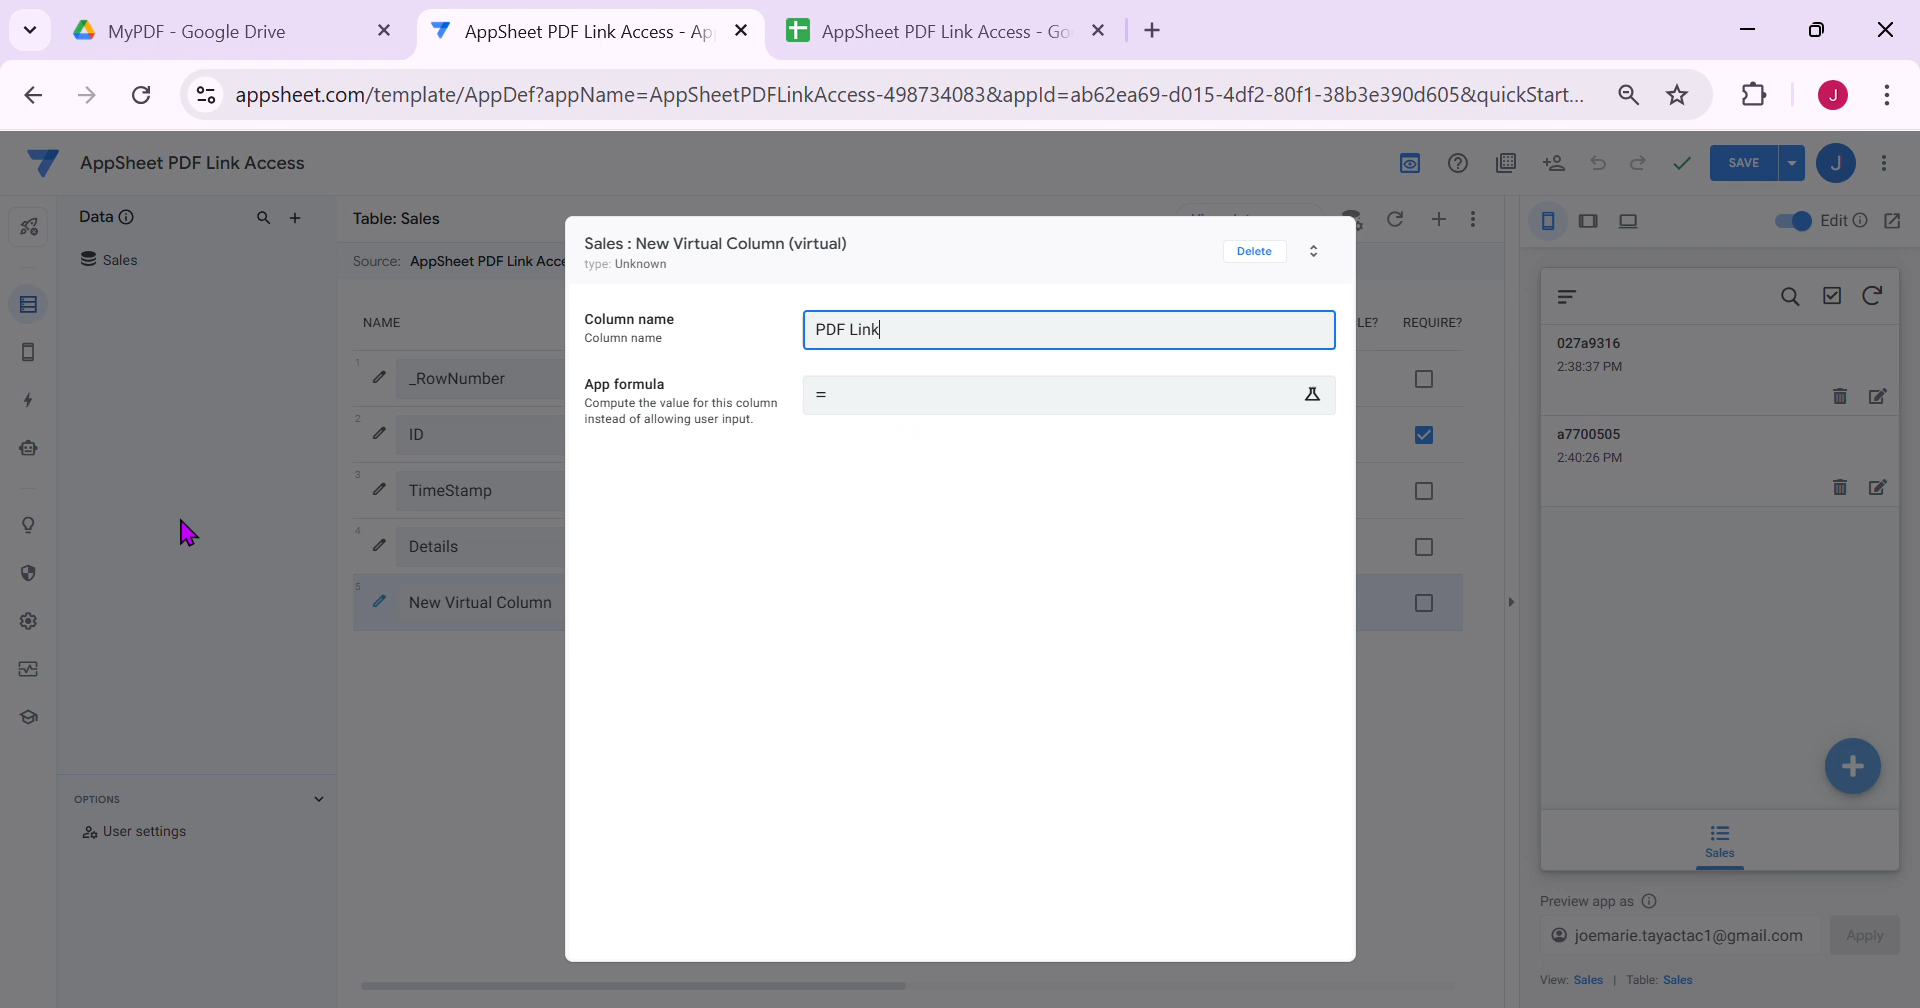 MyPDF - Google Drive
AppSheet PDF Link Access - Ap
AppSheet PDF Link Access - Go
appsheet.com/template/AppDef?appName=AppSheetPDFLinkAccess-498734083&appId=ab62ea69-d015-4df2-80f1-38b3e390d605&quickStart...
J
AppSheet PDF Link Access
SAVE
J
Data
Sales
Table: Sales
Source: AppSheet PDF Link Acce
NAME
LE?
REQUIRE?
1
_RowNumber
2
ID
3
TimeStamp
4
Details
5
New Virtual Column
Sales : New Virtual Column (virtual)
type: Unknown
Delete
Column name
Column name
PDF Link
App formula
Compute the value for this column
instead of allowing user input.
=
Edit
027a9316
2:38:37 PM
a7700505
2:40:26 PM
Sales
OPTIONS
User settings
Preview app as
joemarie.tayactac1@gmail.com
Apply
View: Sales | Table: Sales